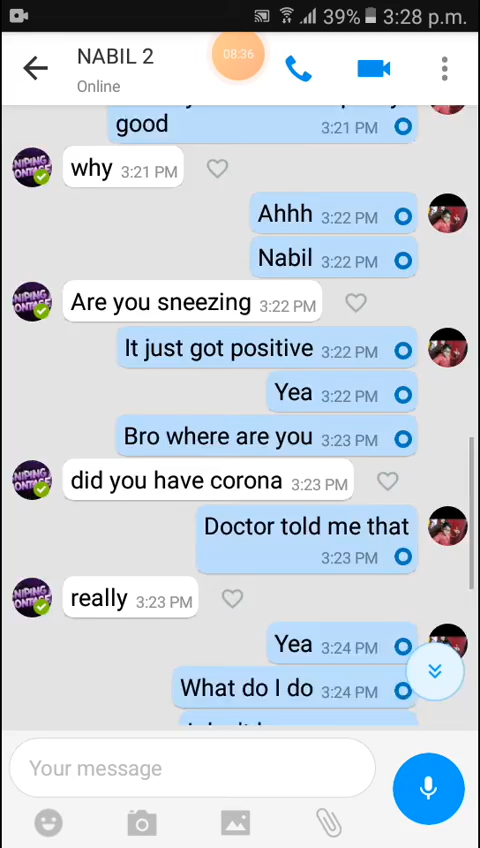 39% 3:28 p.m.
NABIL 2
08:36
Online
good 3:21 PM
why 3:21 PM
Ahhh 3:22 PM
Nabil 3:22 PM
Are you sneezing 3:22 PM
It just got positive 3:22 PM
Yea 3:22 PM
Bro where are you 3:23 PM
did you have corona 3:23 PM
Doctor told me that
3:23 PM
really 3:23 PM
Yea 3:24 PM
What do I do 3:24 PM
Your message